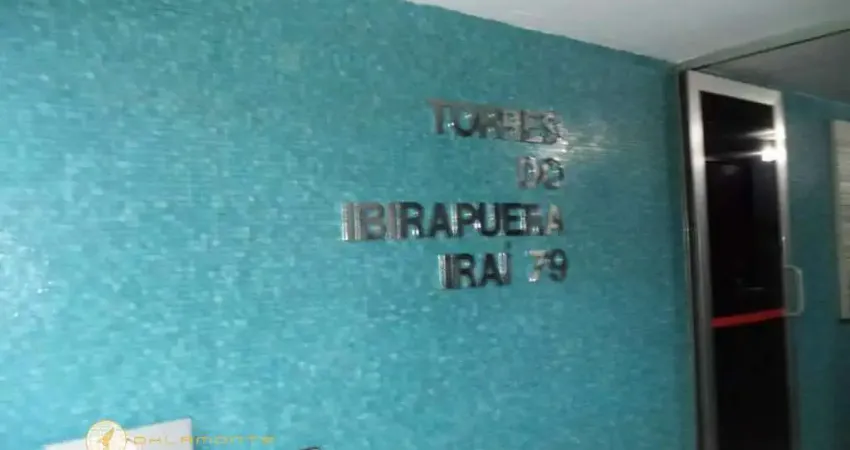 TORRES
DO
IBIRAPUERA
IRAÍ 79